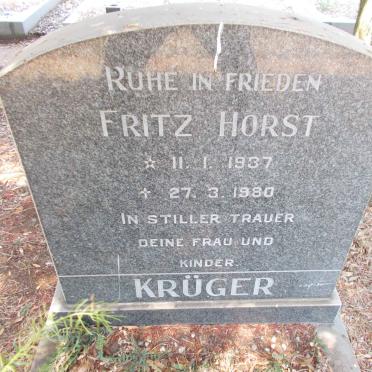 RUHE IN FRIEDEN
FRITZ HORST
☆ 11. 1. 1937
✝ 27. 3. 1980
IN STILLER TRAUER
DEINE FRAU UND
KINDER
KRÜGER